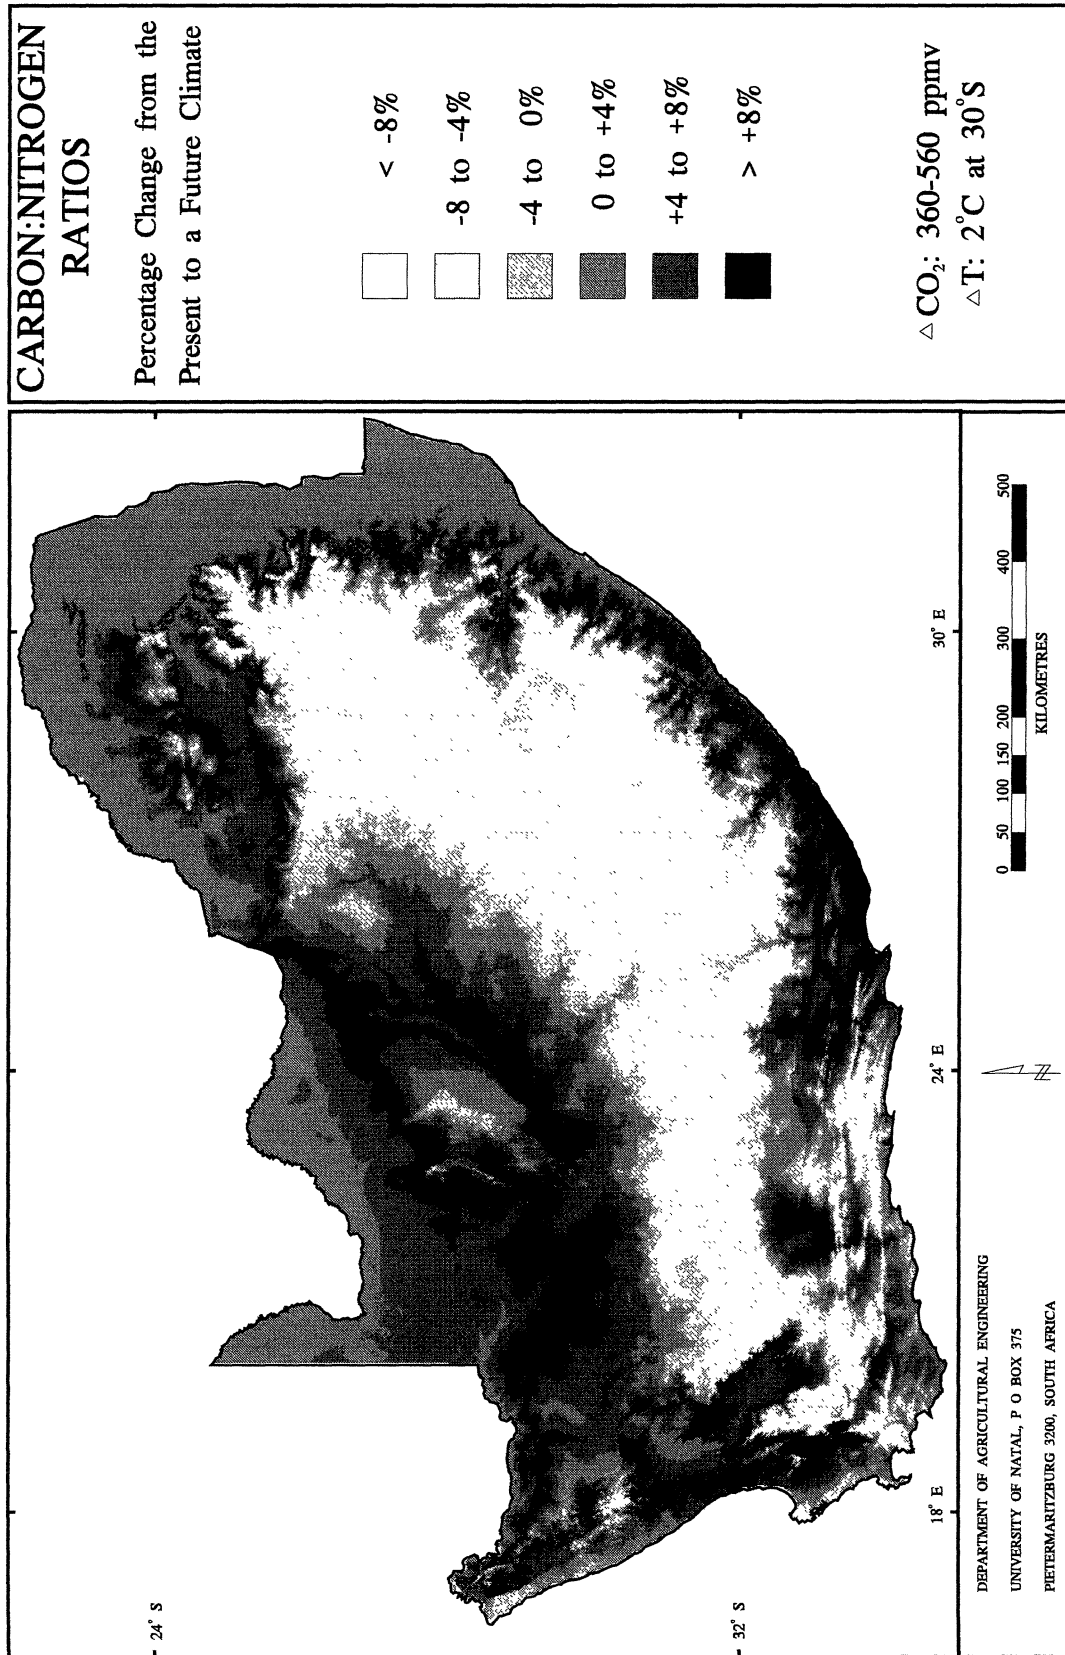 CARBON:NITROGEN
RATIOS
Percentage Change from the
Present to a Future Climate
< -8%
-8 to -4%
-4 to 0%
0 to +4%
+4 to +8%
> +8%
△ CO₂: 360-560 ppmv
△ T: 2°C at 30°S
24° S
32° S
18° E
24° E
30° E
0 50 100 150 200 300 400 500
KILOMETRES
N
DEPARTMENT OF AGRICULTURAL ENGINEERING
UNIVERSITY OF NATAL, P O BOX 375
PIETERMARITZBURG 3200, SOUTH AFRICA